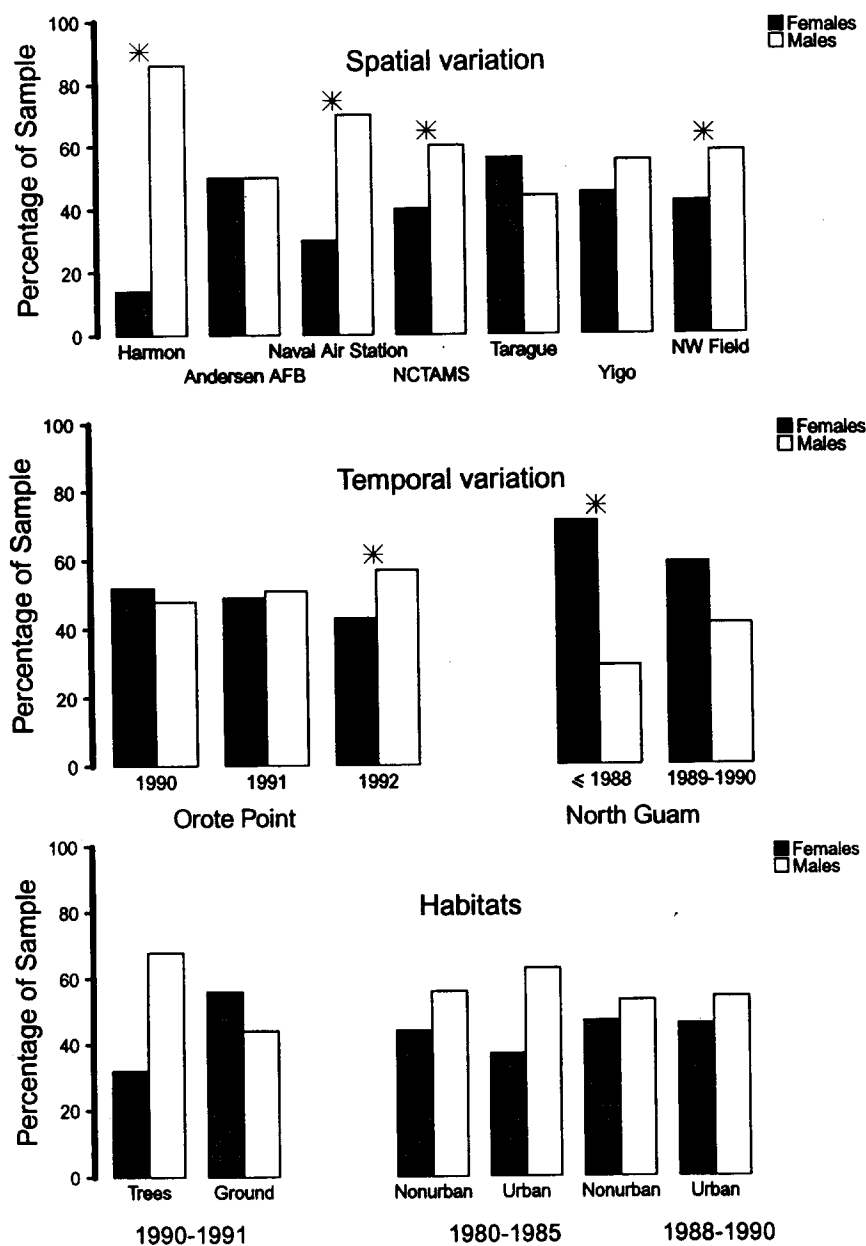 Females
Males
Spatial variation
Percentage of Sample
100
80
60
40
20
0
Harmon
Naval Air Station
Tarague
NW Field
Andersen AFB
NCTAMS
Yigo
Females
Males
Temporal variation
Percentage of Sample
100
80
60
40
20
0
1990
1991
1992
⩽ 1988
1989-1990
Orote Point
North Guam
Females
Males
Habitats
Percentage of Sample
100
80
60
40
20
0
Trees
Ground
Nonurban
Urban
Nonurban
Urban
1990-1991
1980-1985
1988-1990